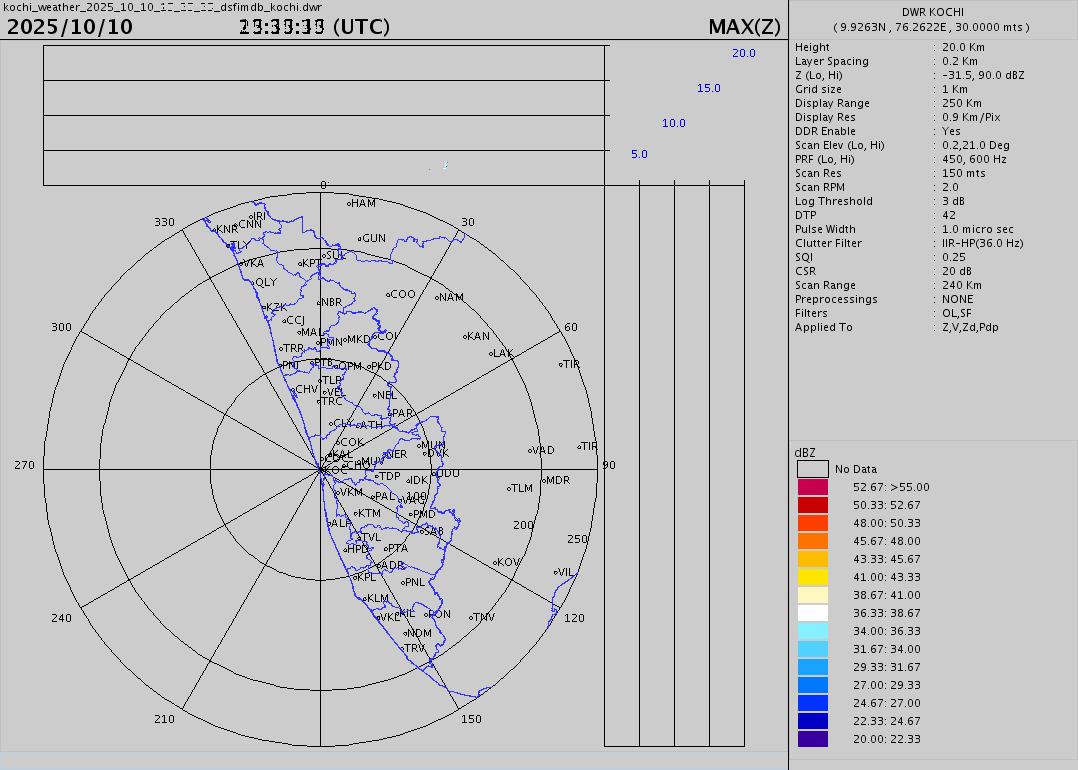 kochi_weather_2025_10_10_ _dsfimdb_kochi.dwr
2025/10/10 (UTC) MAX(Z)
20.0
15.0
10.0
5.0
DWR KOCHI
( 9.9263N , 76.2622E , 30.0000 mts )
Height : 20.0 Km
Layer Spacing : 0.2 Km
Z (Lo, Hi) : -31.5, 90.0 dBZ
Grid size : 1 Km
Display Range : 250 Km
Display Res : 0.9 Km/Pix
DDR Enable : Yes
Scan Elev (Lo, Hi) : 0.2,21.0 Deg
PRF (Lo, Hi) : 450, 600 Hz
Scan Res : 150 mts
Scan RPM : 2.0
Log Threshold : 3 dB
DTP : 42
Pulse Width : 1.0 micro sec
Clutter Filter : IIR-HP(36.0 Hz)
SQI : 0.25
CSR : 20 dB
Scan Range : 240 Km
Preprocessings : NONE
Filters : OL,SF
Applied To : Z,V,Zd,Pdp
0
HAM
IRI
330
CNN
30
KNR
GUN
TLY
SUL
VKA
KPT
QLY
COO
NAM
NBR
KZK
CCJ
300
60
MAL
KAN
PMN
MKD
COI
TRR
LAK
PNJ
PTB
OPM
PKD
TIR
TLP
CHV
VEL
NEL
TRC
PAR
CLY
ATH
COK
MUN
TIR
KAL
NER
DVK
VAD
MUV
CHO
270
90
KOC
TDP
UDU
IDK
MDR
TLM
VKM
PAL
100
VAG
KTM
PMD
ALP
200
SAB
TVL
250
HPD
PTA
ADR
KOV
KPL
PNL
VIL
KLM
240
VKL
KIL
PON
TNV
120
NDM
TRV
210
150
dBZ
No Data
52.67: >55.00
50.33: 52.67
48.00: 50.33
45.67: 48.00
43.33: 45.67
41.00: 43.33
38.67: 41.00
36.33: 38.67
34.00: 36.33
31.67: 34.00
29.33: 31.67
27.00: 29.33
24.67: 27.00
22.33: 24.67
20.00: 22.33